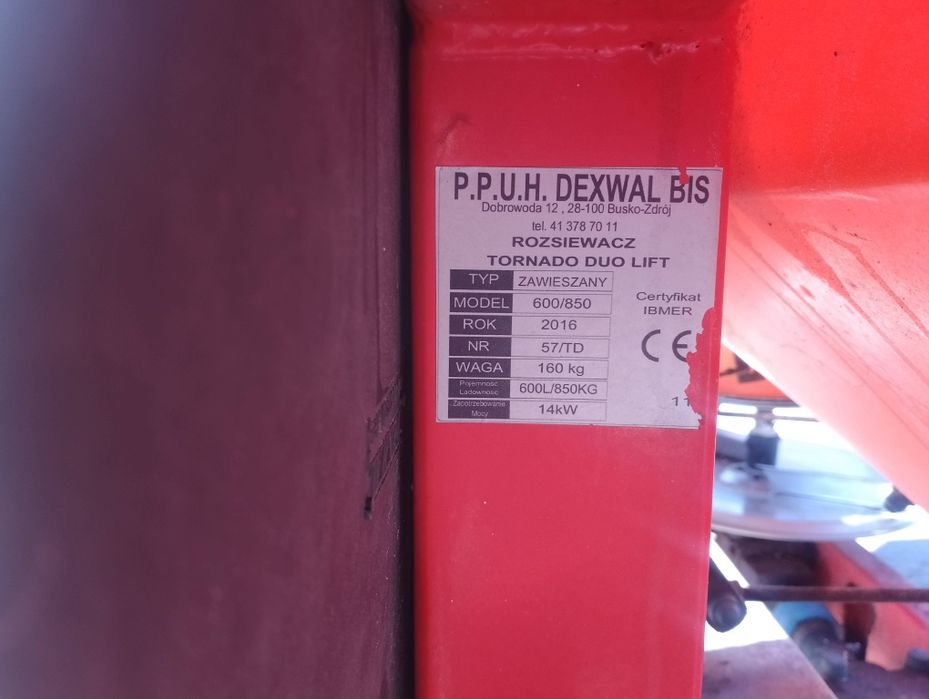 P.P.U.H. DEXWAL BIS
Dobrowoda 12 , 28-100 Busko-Zdrój
tel. 41 378 70 11
ROZSIEWACZ
TORNADO DUO LIFT
TYP ZAWIESZANY
MODEL 600/850
ROK 2016
NR 57/TD
WAGA 160 kg
Pojemność
Ładowność 600L/850KG
Zapotrzebowanie
Mocy 14kW
Certyfikat
IBMER
CE
11